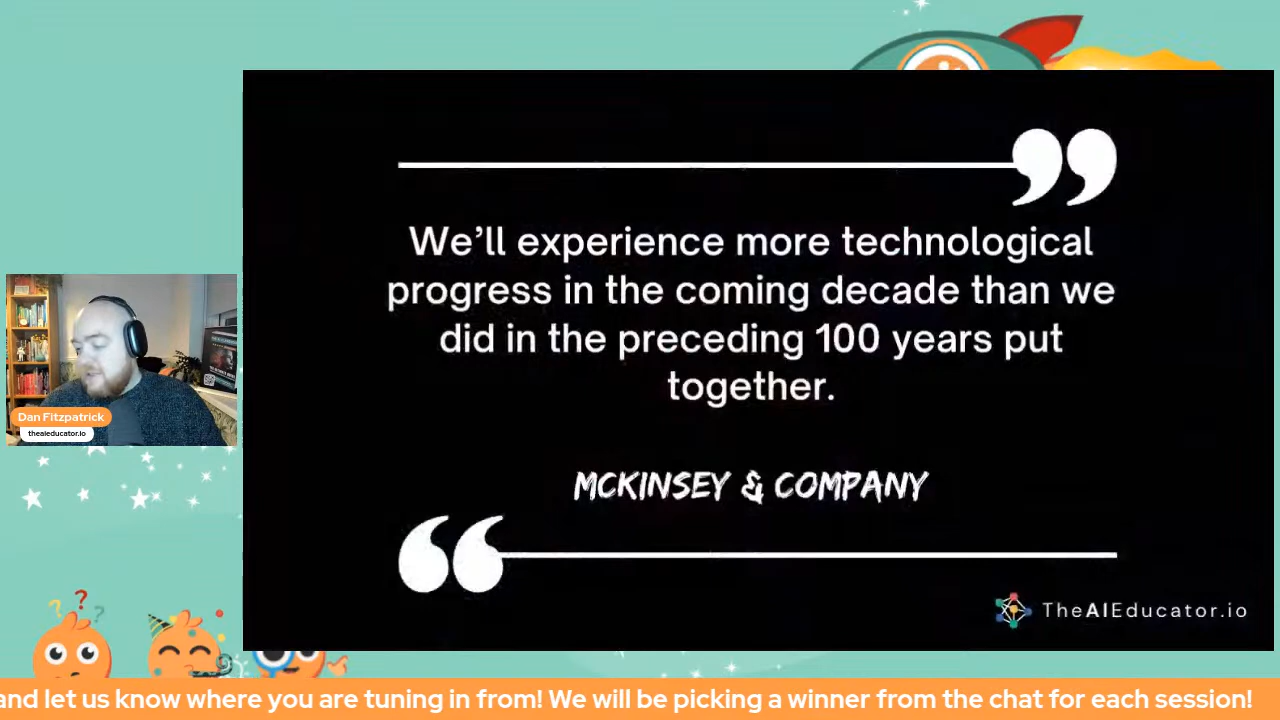 We’ll experience more technological
progress in the coming decade than we
did in the preceding 100 years put
together.
MCKINSEY & COMPANY
TheAIEducator.io
Dan Fitzpatrick
theaieducator.io
and let us know where you are tuning in from! We will be picking a winner from the chat for each session!